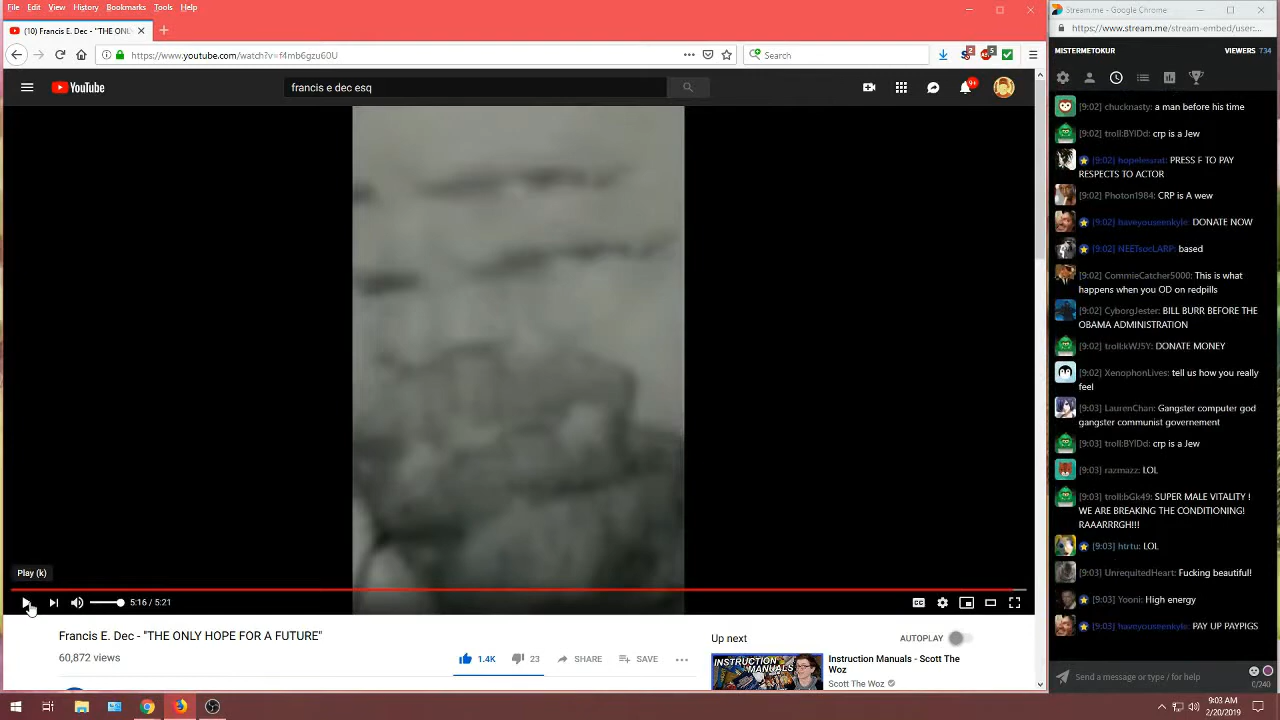 File Edit View History Bookmarks Tools Help
(10) Francis E. Dec - "THE ONL
https://www.youtube.com/watch?v=f4mb6gzu60U
Search
YouTube
francis e dec esq
9+
Play (k)
5:16 / 5:21
Francis E. Dec - "THE ONLY HOPE FOR A FUTURE"
60,872 views
1.4K
23
SHARE
SAVE
Up next
AUTOPLAY
INSTRUCTION
MANUALS
Instruction Manuals - Scott The
Woz
Scott The Woz
Stream.me - Google Chrome
https://www.stream.me/stream-embed/user:...
MISTERMETOKUR
VIEWERS 734
[9:02] chucknasty: a man before his time
[9:02] troll:BYlDd: crp is a Jew
[9:02] hopelessrat: PRESS F TO PAY
RESPECTS TO ACTOR
[9:02] Photon1984: CRP is A wew
[9:02] haveyouseenkyle: DONATE NOW
[9:02] NEETsocLARP: based
[9:02] CommieCatcher5000: This is what
happens when you OD on redpills
[9:02] CyborgJester: BILL BURR BEFORE THE
OBAMA ADMINISTRATION
[9:02] troll:kWJ5Y: DONATE MONEY
[9:02] XenophonLives: tell us how you really
feel
[9:03] LaurenChan: Gangster computer god
gangster communist governement
[9:03] troll:BYlDd: crp is a Jew
[9:03] razmazz: LOL
[9:03] troll:bGk49: SUPER MALE VITALITY !
WE ARE BREAKING THE CONDITIONING!
RAAARRRGH!!!
[9:03] htrtu: LOL
[9:03] UnrequitedHeart: Fucking beautiful!
[9:03] Yooni: High energy
[9:03] haveyouseenkyle: PAY UP PAYPIGS
Send a message or type / for help
0/240
9:03 AM
2/20/2019